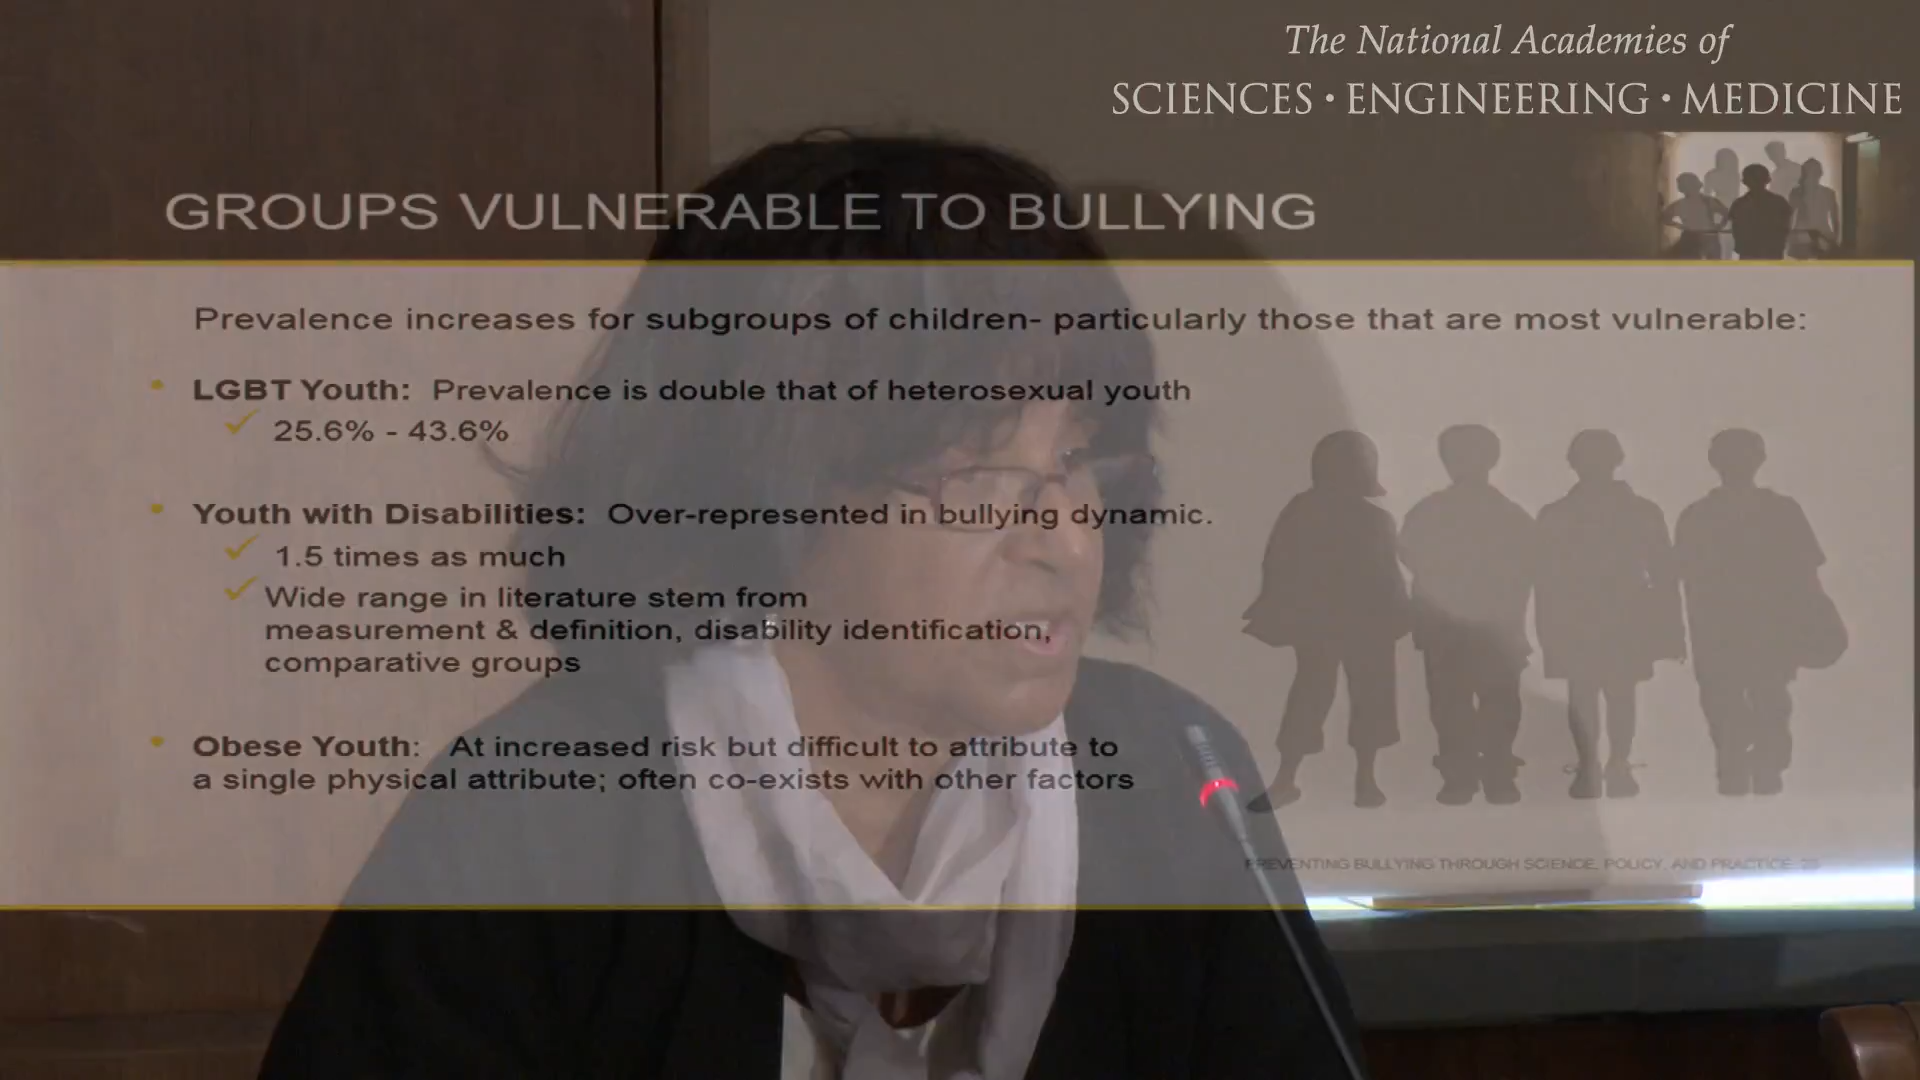 The National Academies of
SCIENCES • ENGINEERING • MEDICINE
GROUPS VULNERABLE TO BULLYING
Prevalence increases for subgroups of children- particularly those that are most vulnerable:
• LGBT Youth: Prevalence is double that of heterosexual youth
✓ 25.6% - 43.6%
• Youth with Disabilities: Over-represented in bullying dynamic.
✓ 1.5 times as much
✓ Wide range in literature stem from
measurement & definition, disability identification,
comparative groups
• Obese Youth: At increased risk but difficult to attribute to
a single physical attribute; often co-exists with other factors
PREVENTING BULLYING THROUGH SCIENCE, POLICY, AND PRACTICE